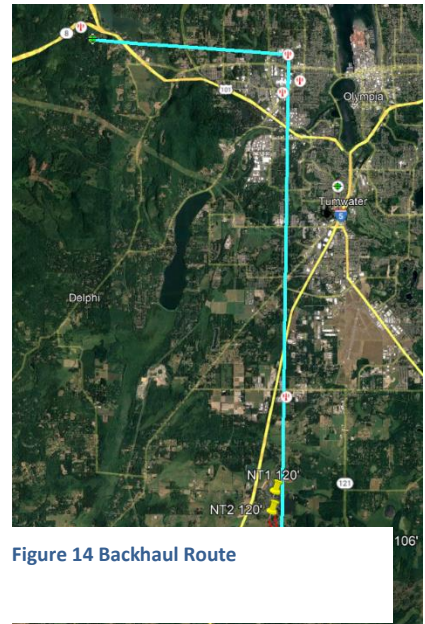 8
101
Olympia
Tumwater
5
Delphi
NT1 120'
121
NT2 120'
106'
Figure 14 Backhaul Route